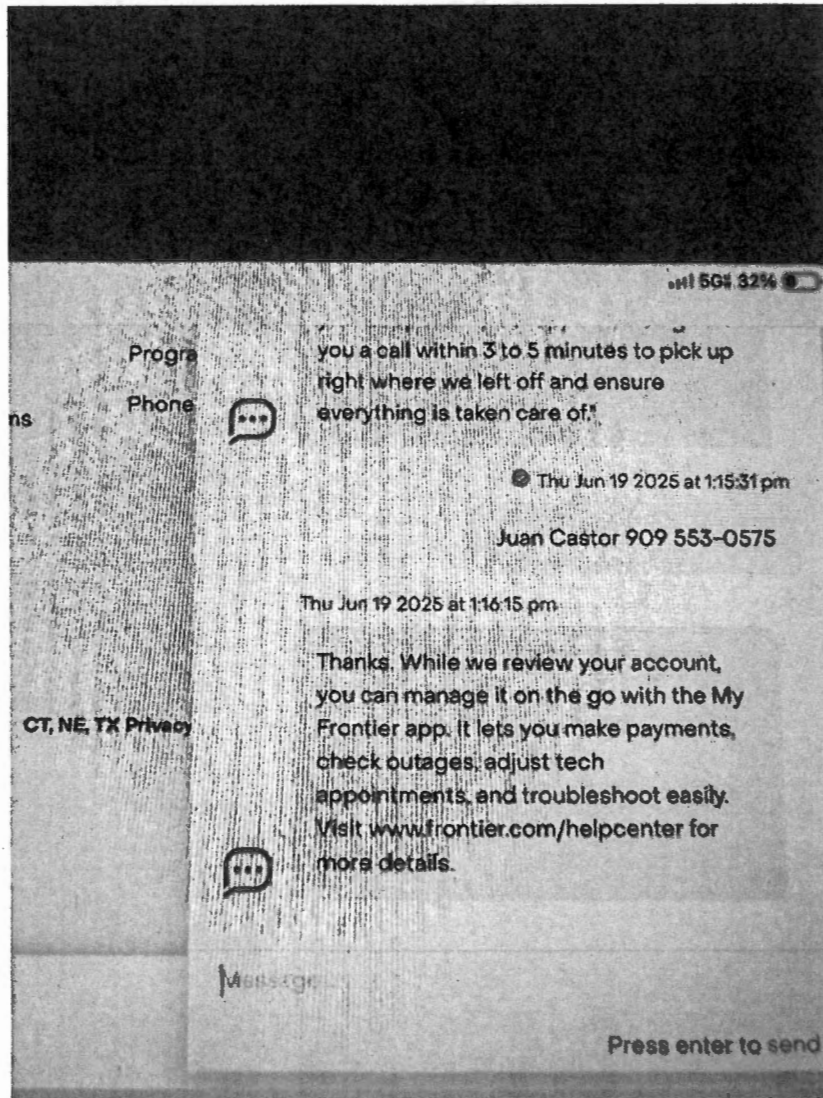 5G 32%
Progra
Phone
ns
you a call within 3 to 5 minutes to pick up
right where we left off and ensure
everything is taken care of."
Thu Jun 19 2025 at 1:15:31 pm
Juan Castor 909 553-0575
Thu Jun 19 2025 at 1:16:15 pm
Thanks. While we review your account,
you can manage it on the go with the My
Frontier app. It lets you make payments,
check outages, adjust tech
appointments, and troubleshoot easily.
Visit www.frontier.com/helpcenter for
more details.
CT, NE, TX Privacy
Message
Press enter to send